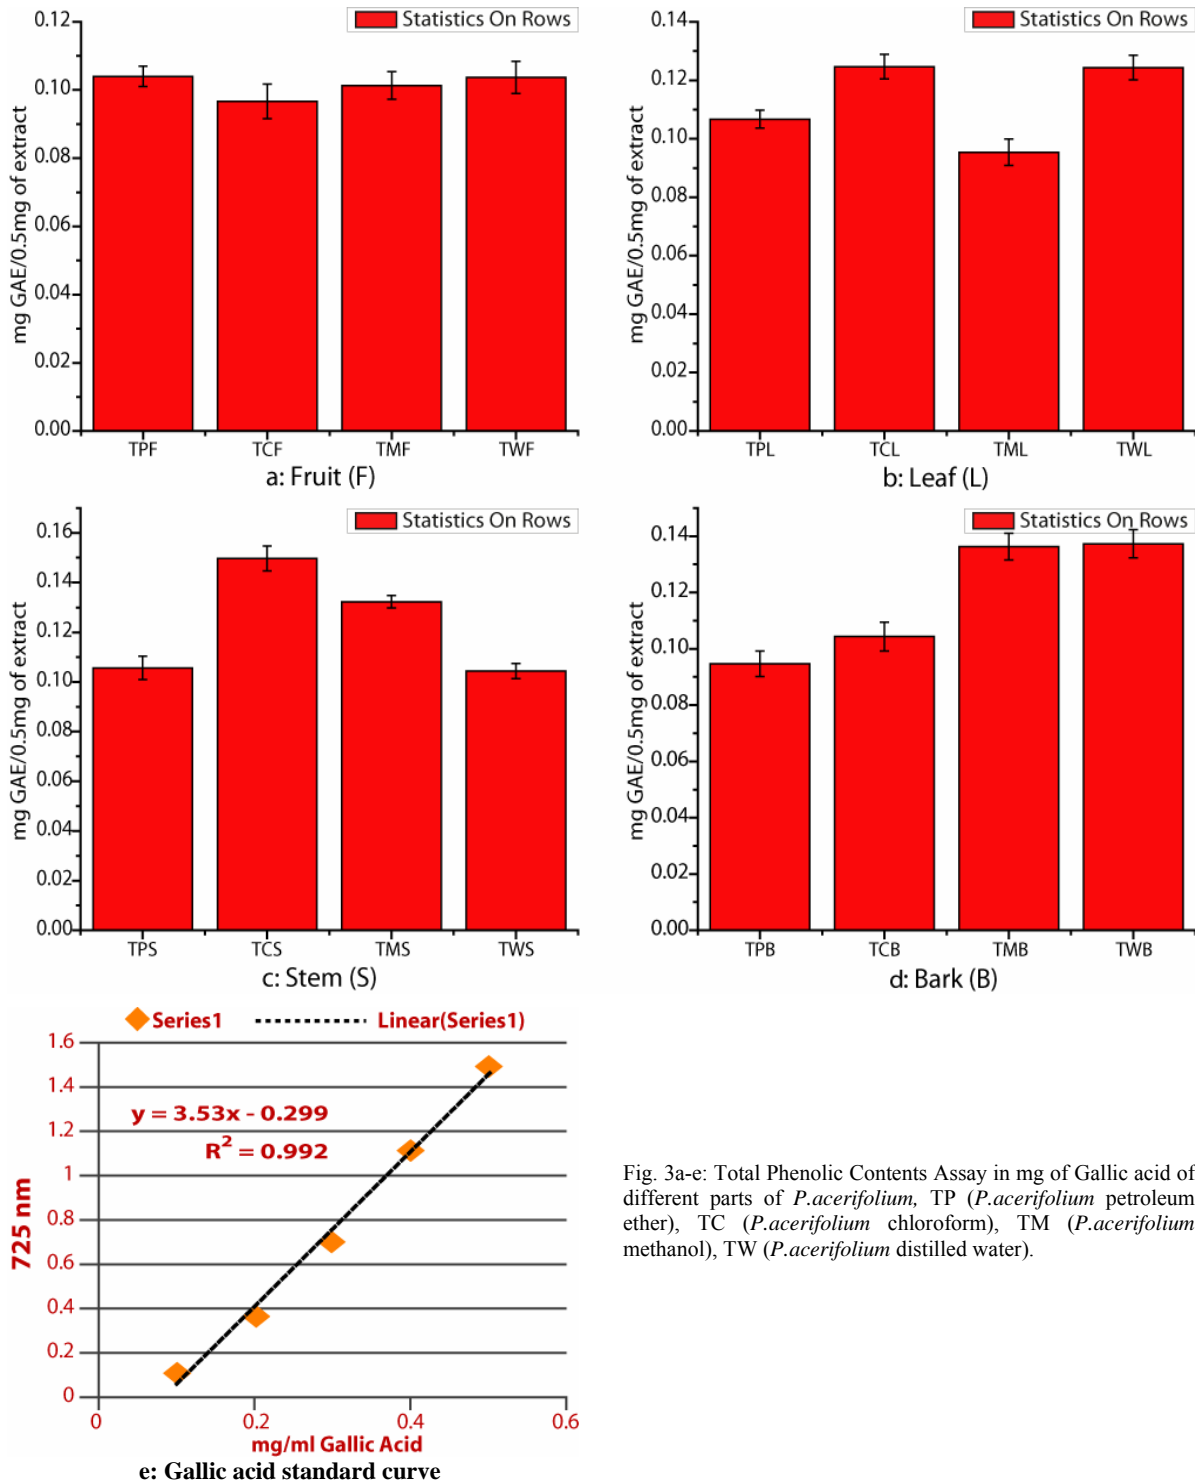 Statistics On Rows
0.12
0.10
0.08
0.06
0.04
0.02
0.00
mg GAE/0.5mg of extract
TPF TCF TMF TWF
a: Fruit (F)
Statistics On Rows
0.14
0.12
0.10
0.08
0.06
0.04
0.02
0.00
mg GAE/0.5mg of extract
TPL TCL TML TWL
b: Leaf (L)
Statistics On Rows
0.16
0.14
0.12
0.10
0.08
0.06
0.04
0.02
0.00
mg GAE/0.5mg of extract
TPS TCS TMS TWS
c: Stem (S)
Statistics On Rows
0.14
0.12
0.10
0.08
0.06
0.04
0.02
0.00
mg GAE/0.5mg of extract
TPB TCB TMB TWB
d: Bark (B)
Series1 Linear(Series1)
1.6
1.4
1.2
1
0.8
0.6
0.4
0.2
0
725 nm
y = 3.53x - 0.299
R² = 0.992
0 0.2 0.4 0.6
mg/ml Gallic Acid
e: Gallic acid standard curve
Fig. 3a-e: Total Phenolic Contents Assay in mg of Gallic acid of
different parts of P.acerifolium, TP (P.acerifolium petroleum
ether), TC (P.acerifolium chloroform), TM (P.acerifolium
methanol), TW (P.acerifolium distilled water).